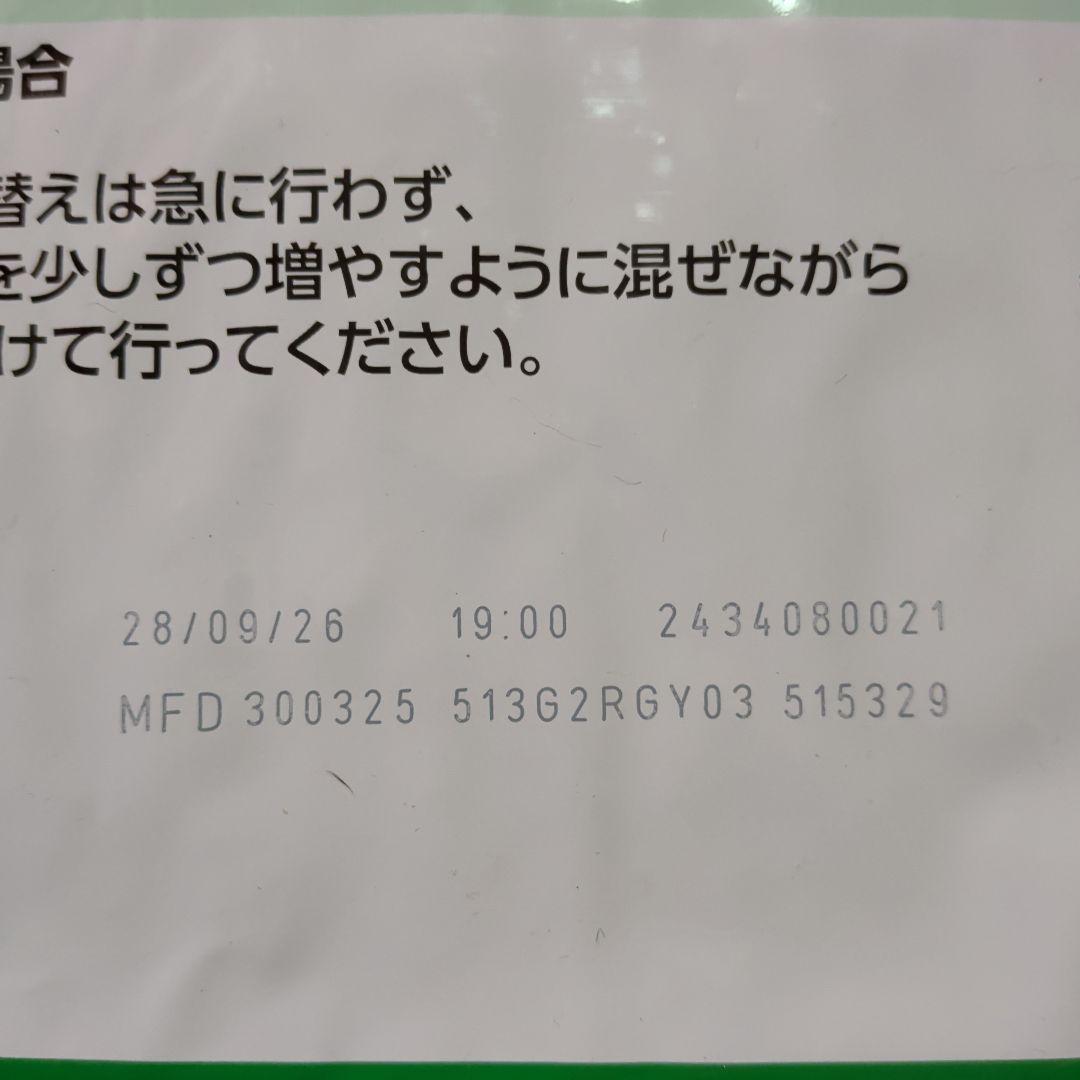 場合
替えは急に行わず、
を少しずつ増やすように混ぜながら
けて行ってください。
28/09/26 19:00 2434080021
MFD 300325 513G2RGY03 515329